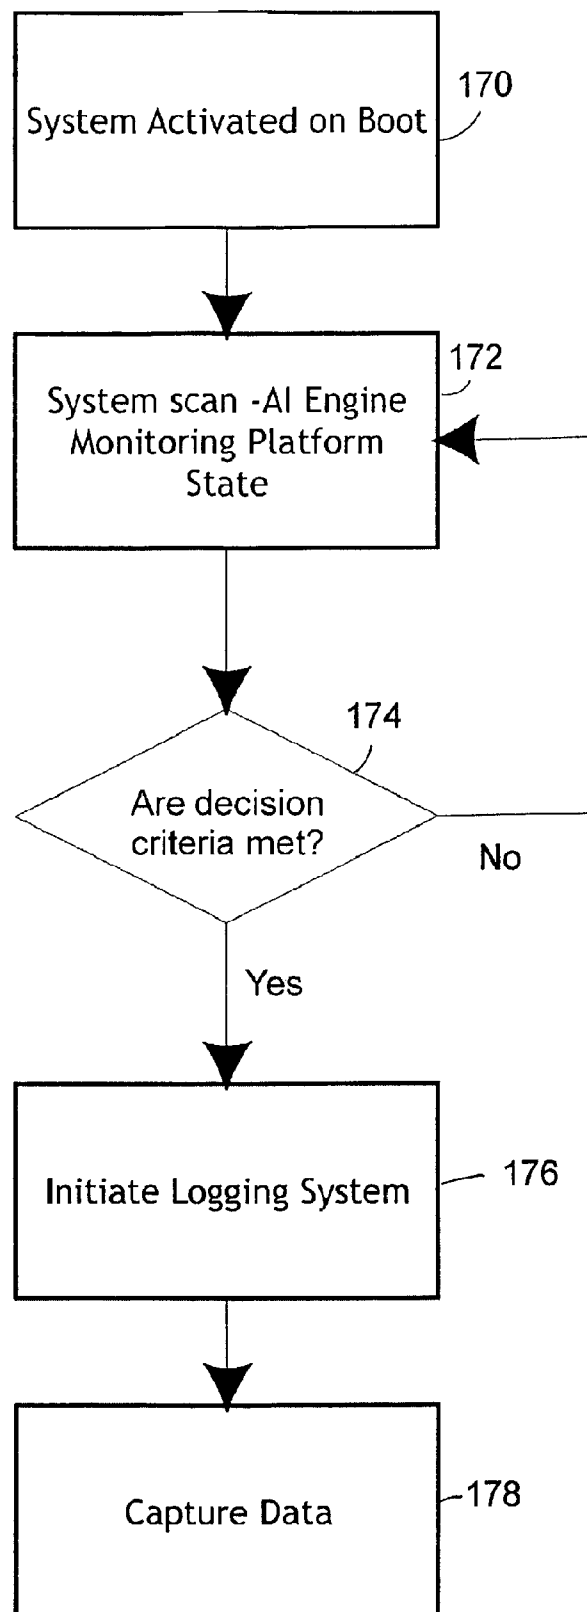 System Activated on Boot
170
172
System scan -AI Engine
Monitoring Platform
State
174
Are decision
criteria met?
No
Yes
Initiate Logging System
176
Capture Data
178